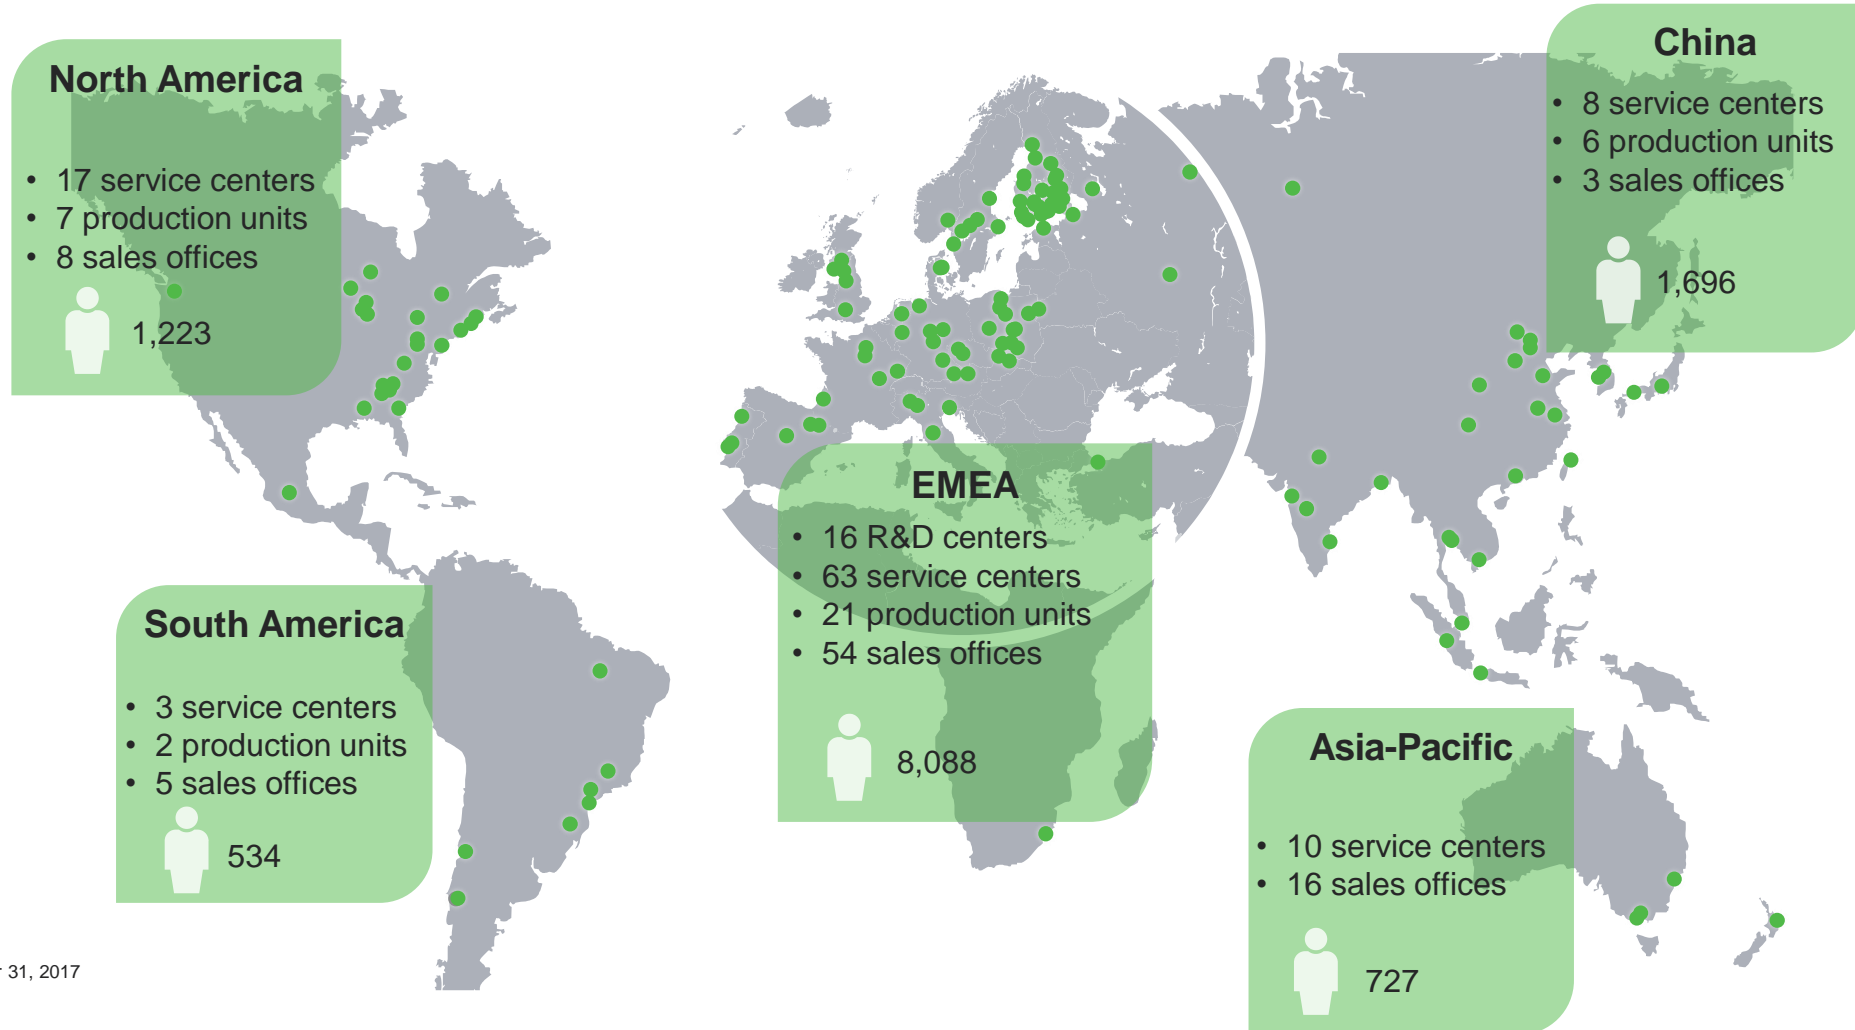 North America
• 17 service centers
• 7 production units
• 8 sales offices
1,223
China
• 8 service centers
• 6 production units
• 3 sales offices
1,696
EMEA
• 16 R&D centers
• 63 service centers
• 21 production units
• 54 sales offices
8,088
South America
• 3 service centers
• 2 production units
• 5 sales offices
534
Asia-Pacific
• 10 service centers
• 16 sales offices
727
31, 2017